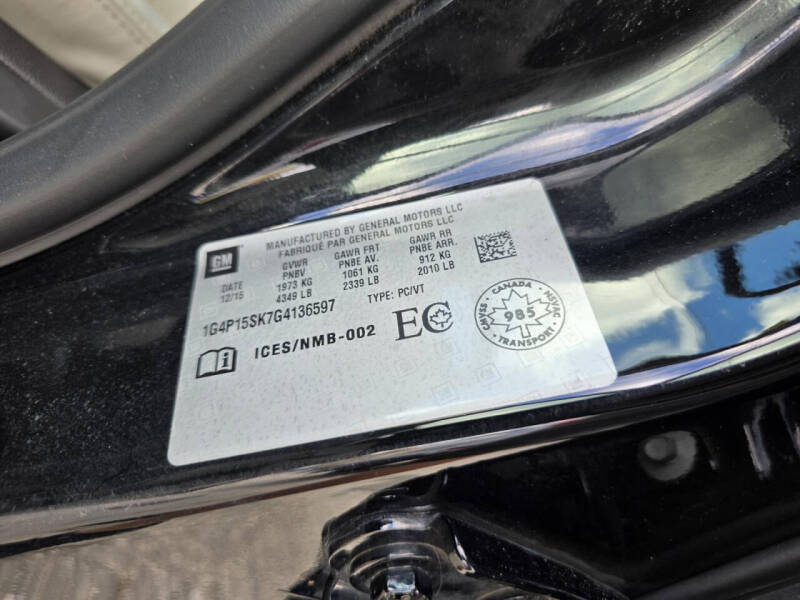 GM
MANUFACTURED BY GENERAL MOTORS LLC
FABRIQUÉ PAR GENERAL MOTORS LLC
DATE GVWR GAWR FRT GAWR RR
PNBV PNBE AV. PNBE ARR.
12/15 1973 KG 1061 KG 912 KG
4349 LB 2339 LB 2010 LB
1G4P15SK7G4136597 TYPE: PC/VT
ICES/NMB-002 EC
CANADA
CMVSS 985 NSVAC
TRANSPORT